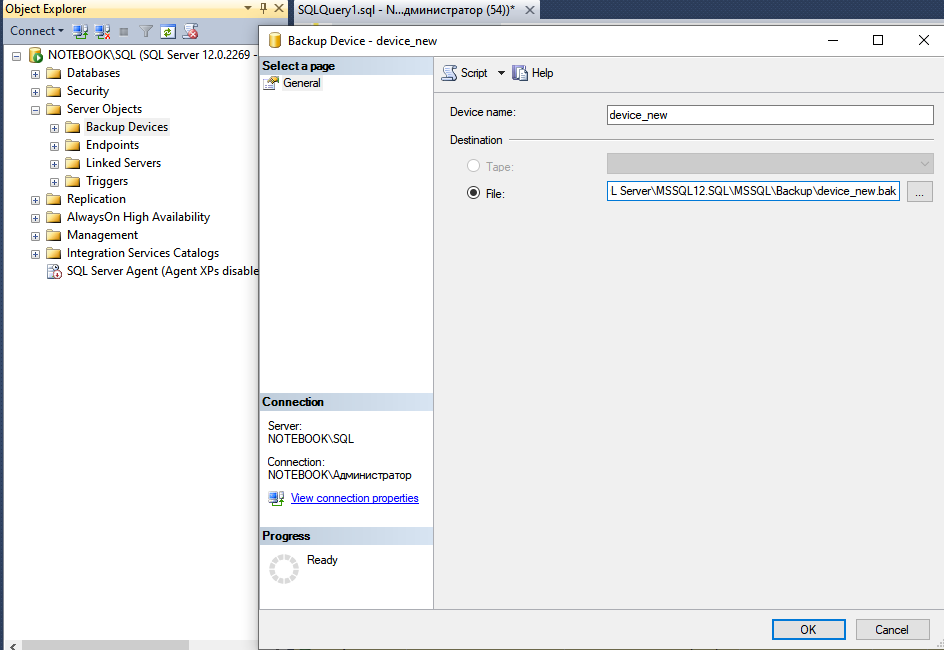 Object Explorer
SQLQuery1.sql - N...дминистратор (54))*
Connect
NOTEBOOK\SQL (SQL Server 12.0.2269 -
Databases
Security
Server Objects
Backup Devices
Endpoints
Linked Servers
Triggers
Replication
AlwaysOn High Availability
Management
Integration Services Catalogs
SQL Server Agent (Agent XPs disable
Backup Device - device_new
Select a page
General
Script
Help
Device name:
device_new
Destination
Tape:
File:
L Server\MSSQL12.SQL\MSSQL\Backup\device_new.bak
...
Connection
Server:
NOTEBOOK\SQL
Connection:
NOTEBOOK\Администратор
View connection properties
Progress
Ready
OK
Cancel